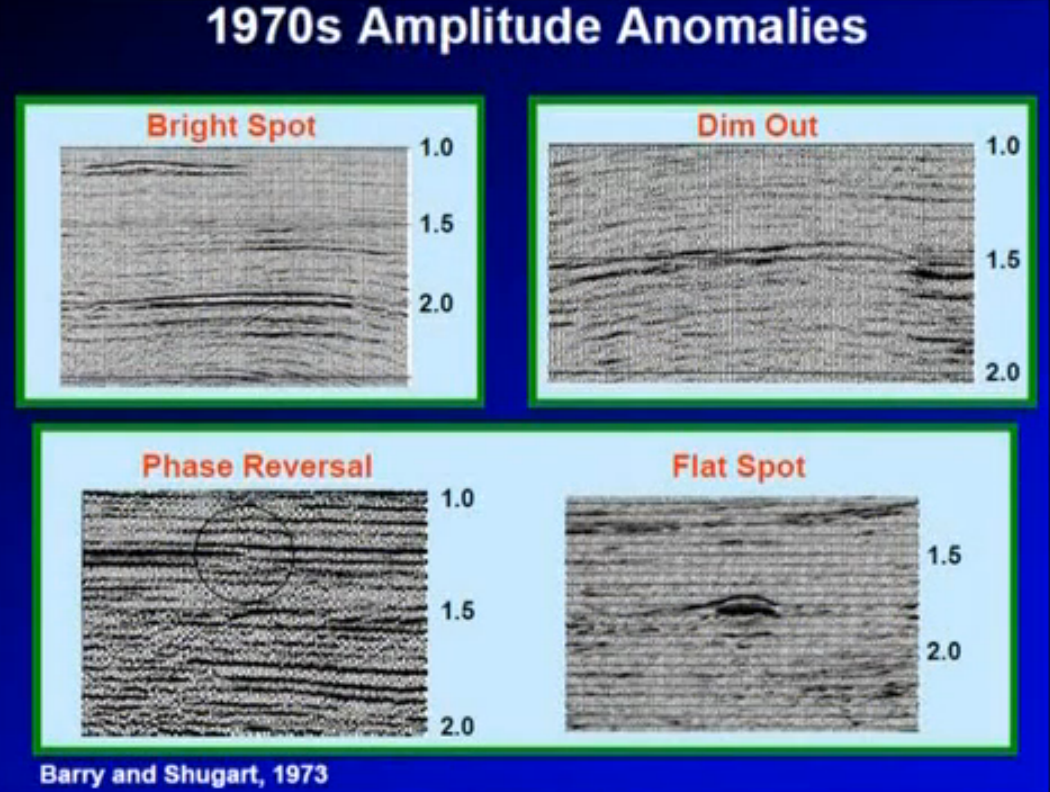 1970s Amplitude Anomalies
Bright Spot
1.0
1.5
2.0
Dim Out
1.0
1.5
2.0
Phase Reversal
1.0
1.5
2.0
Flat Spot
1.5
2.0
Barry and Shugart, 1973